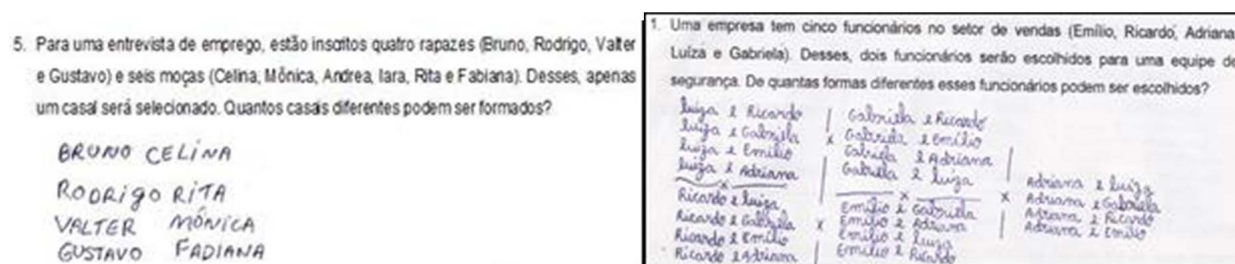 5. Para uma entrevista de emprego, estão inscritos quatro rapazes (Bruno, Rodrigo, Valter
e Gustavo) e seis moças (Celina, Mônica, Andrea, Iara, Rita e Fabiana). Desses, apenas
um casal será selecionado. Quantos casais diferentes podem ser formados?
BRUNO CELINA
RODRIGO RITA
VALTER MÔNICA
GUSTAVO FADIANA
1. Uma empresa tem cinco funcionários no setor de vendas (Emílio, Ricardo, Adriana
Luíza e Gabriela). Desses, dois funcionários serão escolhidos para uma equipe de
segurança. De quantas formas diferentes esses funcionários podem ser escolhidos?
luiza e Ricardo
luiza e Gabriela
luiza e Emílio
luiza e Adriana
Ricardo e luiza
Ricardo e Gabriela
Ricardo e Emílio
Ricardo e Adriana
Gabriella e Ricardo
Gabriela e Emílio
Gabriela e Adriana
Gabriella e luiza
Emílio e Gabriella
Emílio e Adriana
Emílio e luiza
Emílio e Ricardo
Adriana e luiza
Adriana e Gabriela
Adriana e Ricardo
Adriana e Emílio